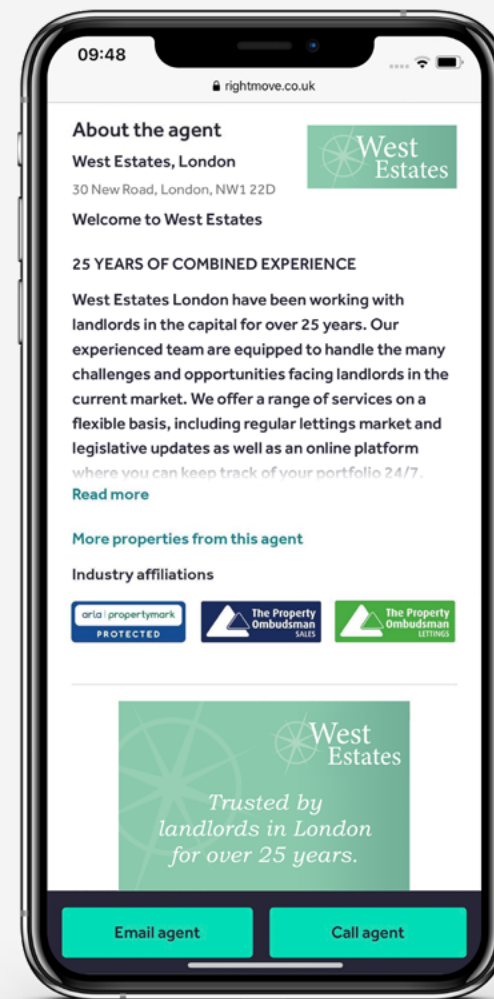 09:48
rightmove.co.uk
About the agent
West Estates, London
30 New Road, London, NW1 22D
Welcome to West Estates
West
Estates
25 YEARS OF COMBINED EXPERIENCE
West Estates London have been working with
landlords in the capital for over 25 years. Our
experienced team are equipped to handle the many
challenges and opportunities facing landlords in the
current market. We offer a range of services on a
flexible basis, including regular lettings market and
legislative updates as well as an online platform
where you can keep track of your portfolio 24/7.
Read more
More properties from this agent
Industry affiliations
arla propertymark
PROTECTED
The Property
Ombudsman
SALES
The Property
Ombudsman
LETTINGS
West
Estates
Trusted by
landlords in London
for over 25 years.
Email agent
Call agent